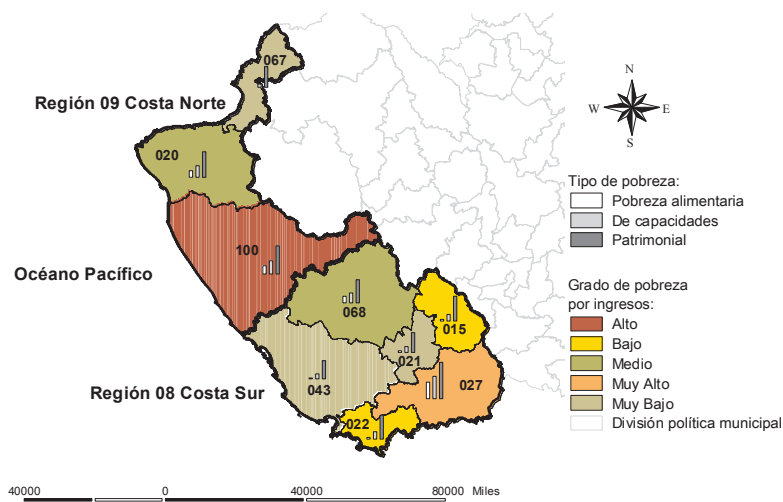 067
Región 09 Costa Norte
020
100
Océano Pacífico
068
015
021
043
027
Región 08 Costa Sur
022
N
W
E
S
Tipo de pobreza:
Pobreza alimentaria
De capacidades
Patrimonial
Grado de pobreza
por ingresos:
Alto
Bajo
Medio
Muy Alto
Muy Bajo
División política municipal
40000 0 40000 80000 Miles